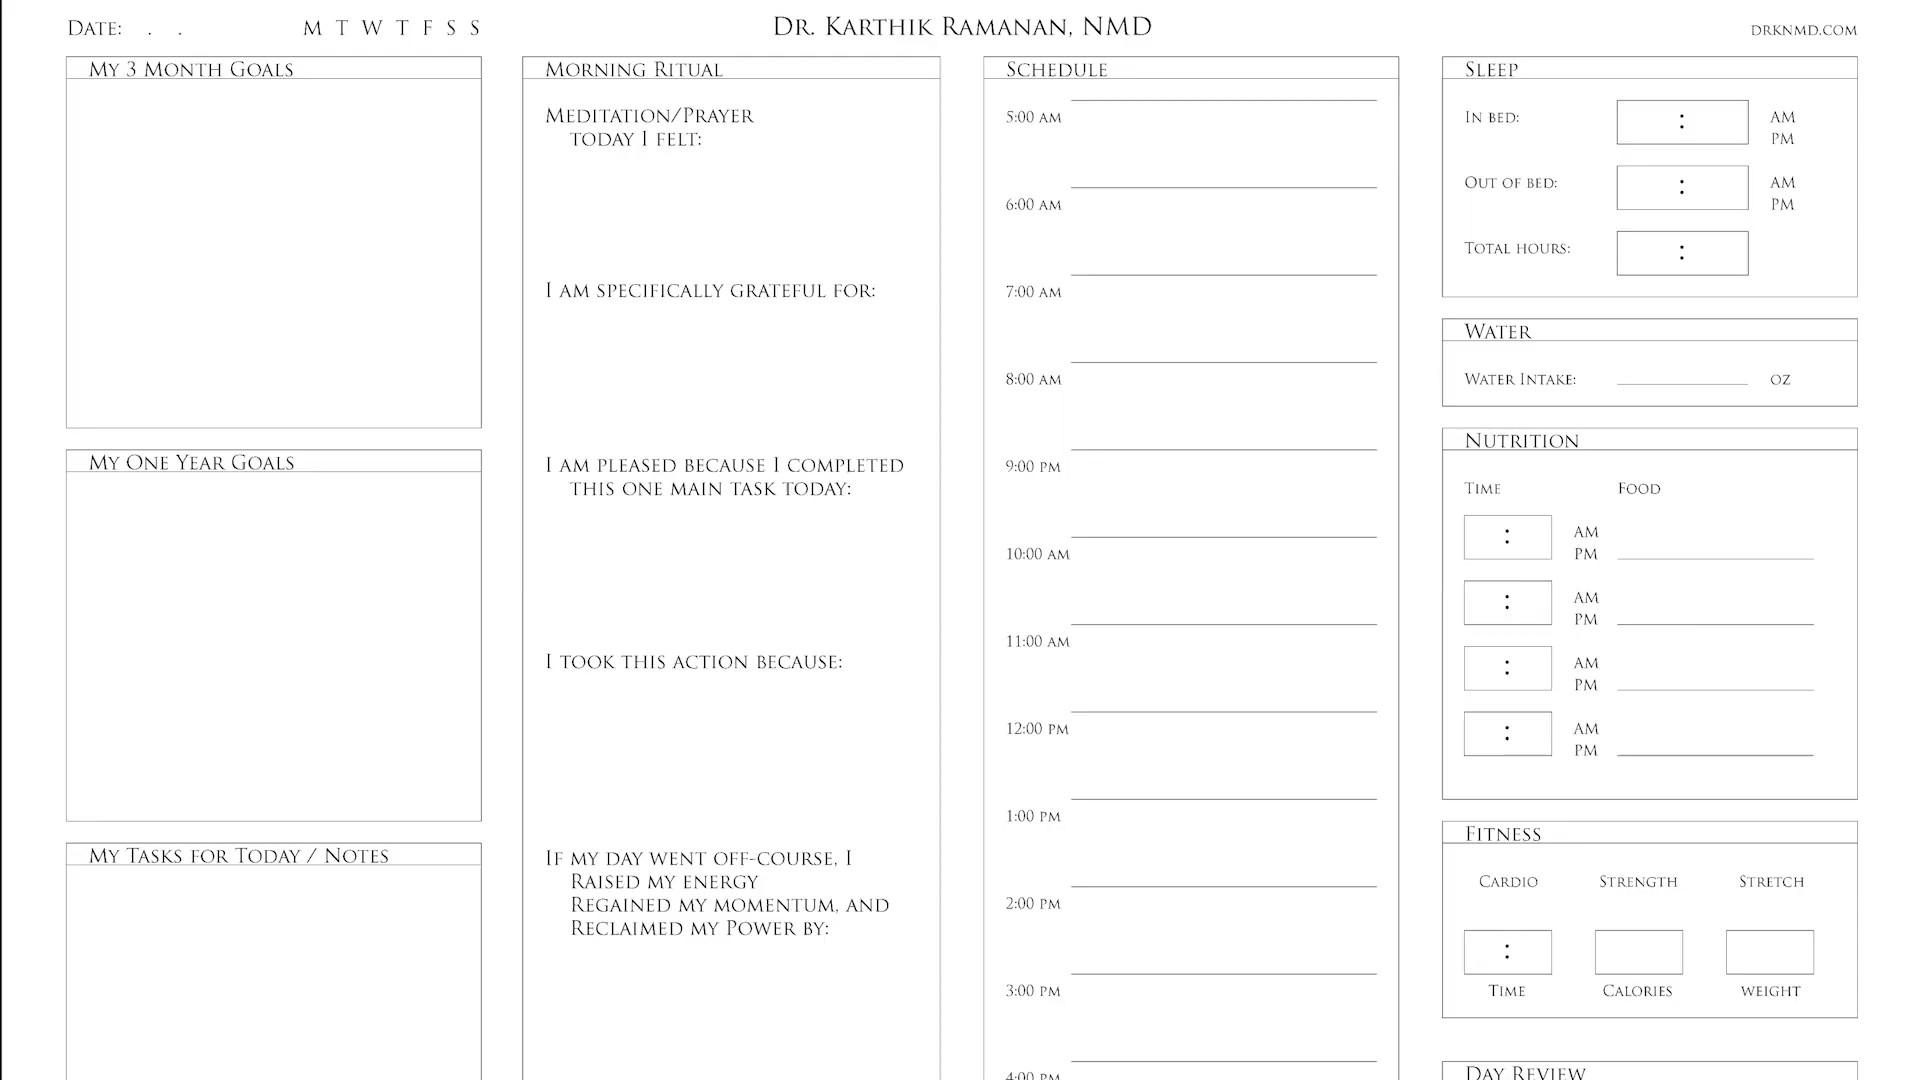 DATE: . .
M T W T F S S
DR. KARTHIK RAMANAN, NMD
DRKNMD.COM
MY 3 MONTH GOALS
MY ONE YEAR GOALS
MY TASKS FOR TODAY / NOTES
MORNING RITUAL
MEDITATION/PRAYER
TODAY I FELT:
I AM SPECIFICALLY GRATEFUL FOR:
I AM PLEASED BECAUSE I COMPLETED
THIS ONE MAIN TASK TODAY:
I TOOK THIS ACTION BECAUSE:
IF MY DAY WENT OFF-COURSE, I
RAISED MY ENERGY
REGAINED MY MOMENTUM, AND
RECLAIMED MY POWER BY:
SCHEDULE
5:00 AM
6:00 AM
7:00 AM
8:00 AM
9:00 PM
10:00 AM
11:00 AM
12:00 PM
1:00 PM
2:00 PM
3:00 PM
4:00 PM
SLEEP
IN BED: : AM
PM
OUT OF BED: : AM
PM
TOTAL HOURS: :
WATER
WATER INTAKE: OZ
NUTRITION
TIME FOOD
: AM
PM
: AM
PM
: AM
PM
: AM
PM
FITNESS
CARDIO STRENGTH STRETCH
:
TIME CALORIES WEIGHT
DAY REVIEW